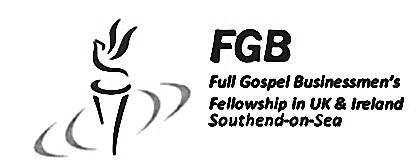 FGB
Full Gospel Businessmen's
Fellowship in UK & Ireland
Southend-on-Sea